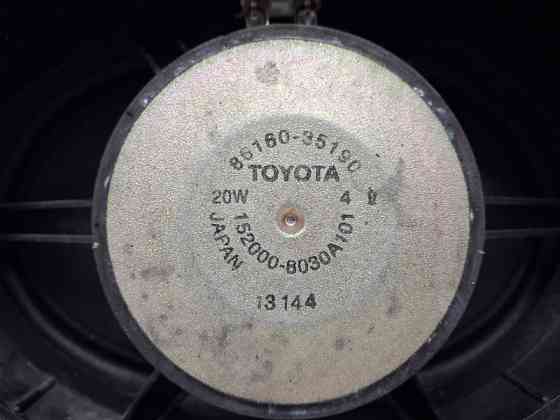 86160-35190
TOYOTA
20W 4 Ω
152000-8030A101
JAPAN
13144